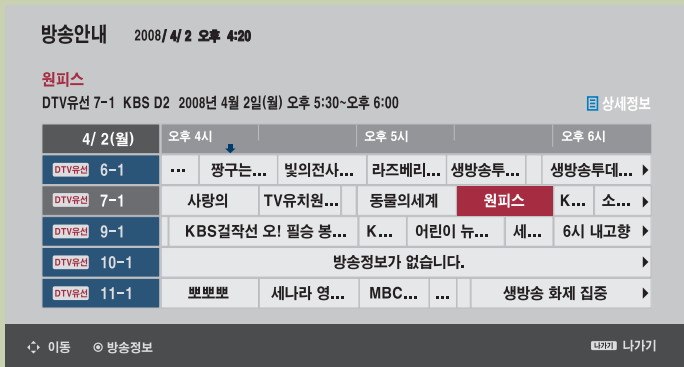 방송안내 2008/ 4/ 2 오후 4:20
원피스
DTV유선 7-1 KBS D2 2008년 4월 2일(월) 오후 5:30~오후 6:00 상세정보
4/ 2(월) 오후 4시 오후 5시 오후 6시
DTV유선 6-1 ... 짱구는... 빛의전사... 라즈베리... 생방송투... 생방송투데...
DTV유선 7-1 사랑의 TV유치원... 동물의세계 원피스 K... 소...
DTV유선 9-1 KBS걸작선 오! 필승 봉... K... 어린이 뉴... 세... 6시 내고향
DTV유선 10-1 방송정보가 없습니다.
DTV유선 11-1 뽀뽀뽀 세나라 영... MBC... ... 생방송 화제 집중
이동 방송정보 나가기 나가기